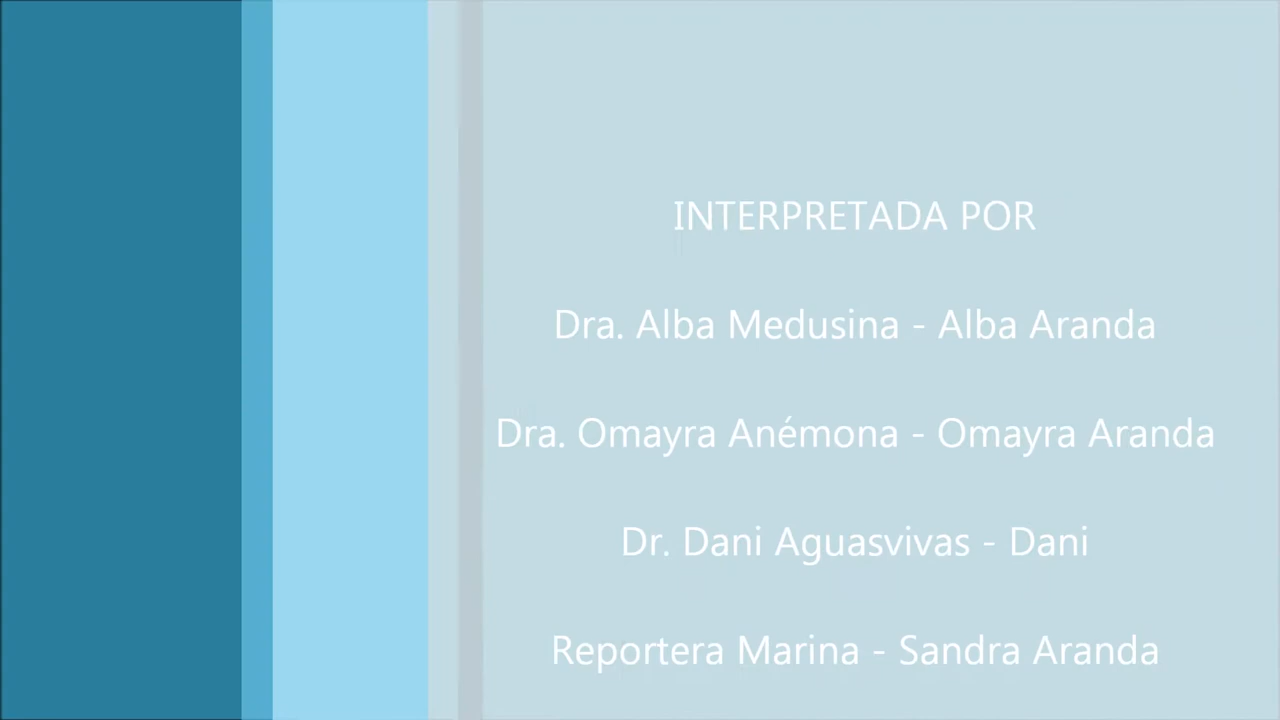 INTERPRETADA POR
Dra. Alba Medusina - Alba Aranda
Dra. Omayra Anémona - Omayra Aranda
Dr. Dani Aguasvivas - Dani
Reportera Marina - Sandra Aranda